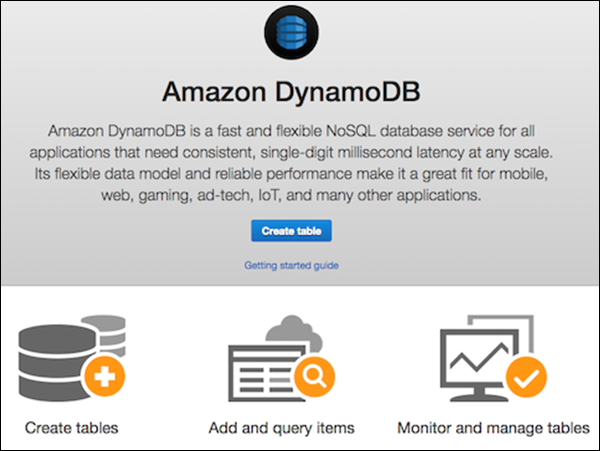 Amazon DynamoDB
Amazon DynamoDB is a fast and flexible NoSQL database service for all
applications that need consistent, single-digit millisecond latency at any scale.
Its flexible data model and reliable performance make it a great fit for mobile,
web, gaming, ad-tech, IoT, and many other applications.
Create table
Getting started guide
Create tables
Add and query items
Monitor and manage tables